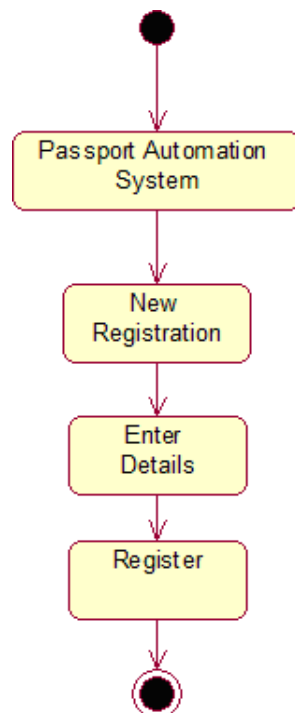 Passport Automation
System
New
Registration
Enter
Details
Register